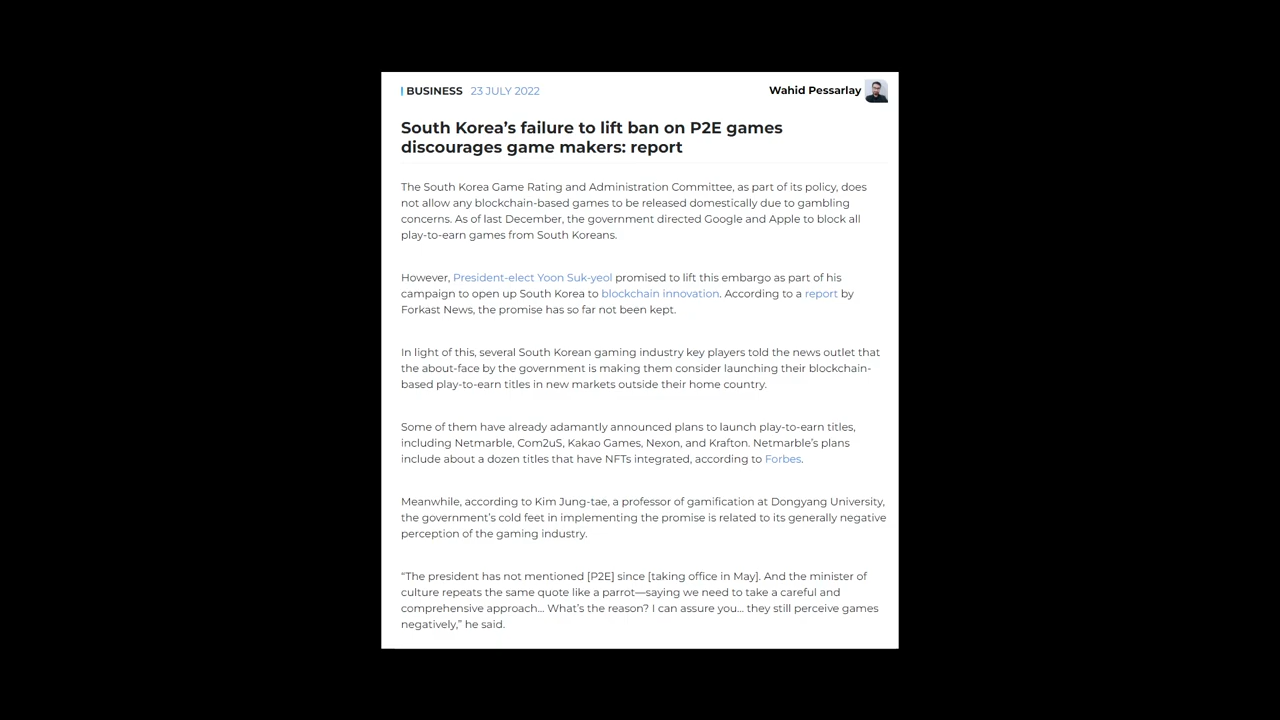 BUSINESS 23 JULY 2022
Wahid Pessarlay
South Korea’s failure to lift ban on P2E games
discourages game makers: report
The South Korea Game Rating and Administration Committee, as part of its policy, does
not allow any blockchain-based games to be released domestically due to gambling
concerns. As of last December, the government directed Google and Apple to block all
play-to-earn games from South Koreans.
However, President-elect Yoon Suk-yeol promised to lift this embargo as part of his
campaign to open up South Korea to blockchain innovation. According to a report by
Forkast News, the promise has so far not been kept.
In light of this, several South Korean gaming industry key players told the news outlet that
the about-face by the government is making them consider launching their blockchain-
based play-to-earn titles in new markets outside their home country.
Some of them have already adamantly announced plans to launch play-to-earn titles,
including Netmarble, Com2uS, Kakao Games, Nexon, and Krafton. Netmarble’s plans
include about a dozen titles that have NFTs integrated, according to Forbes.
Meanwhile, according to Kim Jung-tae, a professor of gamification at Dongyang University,
the government’s cold feet in implementing the promise is related to its generally negative
perception of the gaming industry.
“The president has not mentioned [P2E] since [taking office in May]. And the minister of
culture repeats the same quote like a parrot—saying we need to take a careful and
comprehensive approach… What’s the reason? I can assure you… they still perceive games
negatively,” he said.